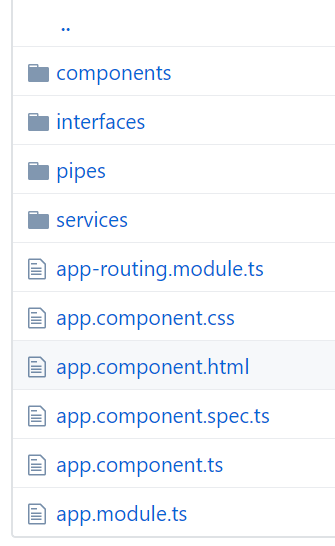 ..
components
interfaces
pipes
services
app-routing.module.ts
app.component.css
app.component.html
app.component.spec.ts
app.component.ts
app.module.ts